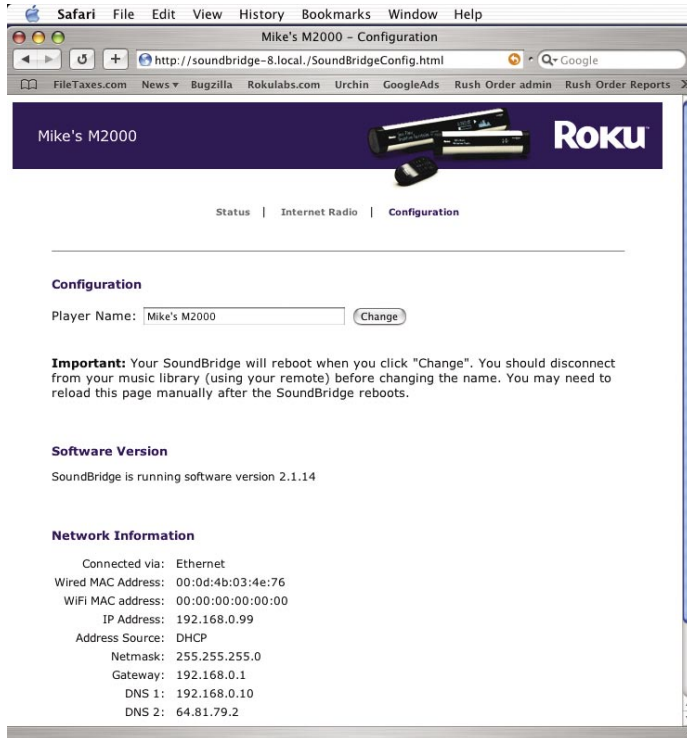 Safari File Edit View History Bookmarks Window Help
Mike's M2000 – Configuration
http://soundbridge-8.local./SoundBridgeConfig.html Google
FileTaxes.com News Bugzilla Rokulabs.com Urchin GoogleAds Rush Order admin Rush Order Reports
Mike's M2000 Roku
Status | Internet Radio | Configuration
Configuration
Player Name: Mike's M2000 Change
Important: Your SoundBridge will reboot when you click "Change". You should disconnect
from your music library (using your remote) before changing the name. You may need to
reload this page manually after the SoundBridge reboots.
Software Version
SoundBridge is running software version 2.1.14
Network Information
Connected via: Ethernet
Wired MAC Address: 00:0d:4b:03:4e:76
WiFi MAC address: 00:00:00:00:00:00
IP Address: 192.168.0.99
Address Source: DHCP
Netmask: 255.255.255.0
Gateway: 192.168.0.1
DNS 1: 192.168.0.10
DNS 2: 64.81.79.2